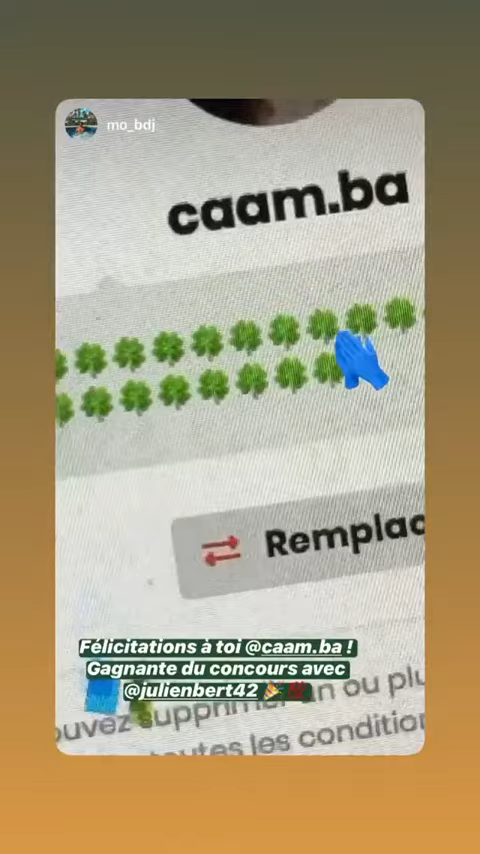 mo_bdj
caam.ba
Remplac
Félicitations à toi @caam.ba !
Gagnante du concours avec
@julienbert42
ouvez supprimer un ou plu
toutes les condition